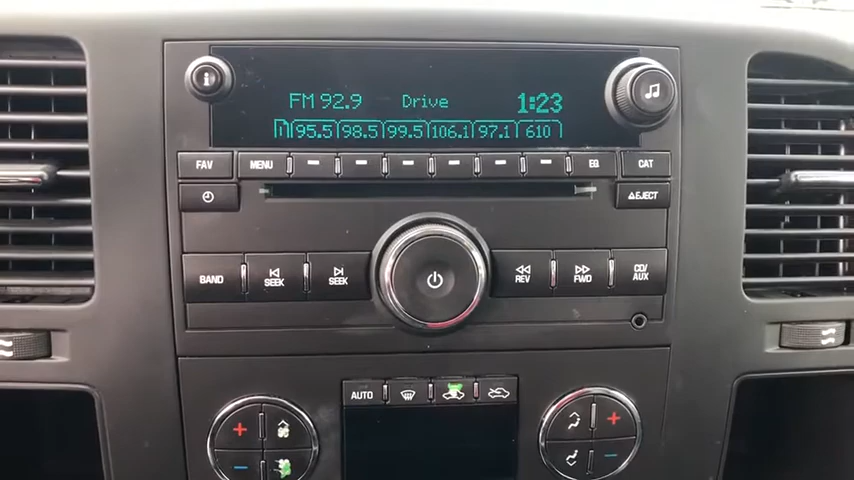 i
FM 92.9 Drive 1:23
1 95.5 98.5 99.5 106.1 97.1 610
FAV MENU EQ CAT
EJECT
BAND SEEK SEEK REV FWD CD/
AUX
AUTO